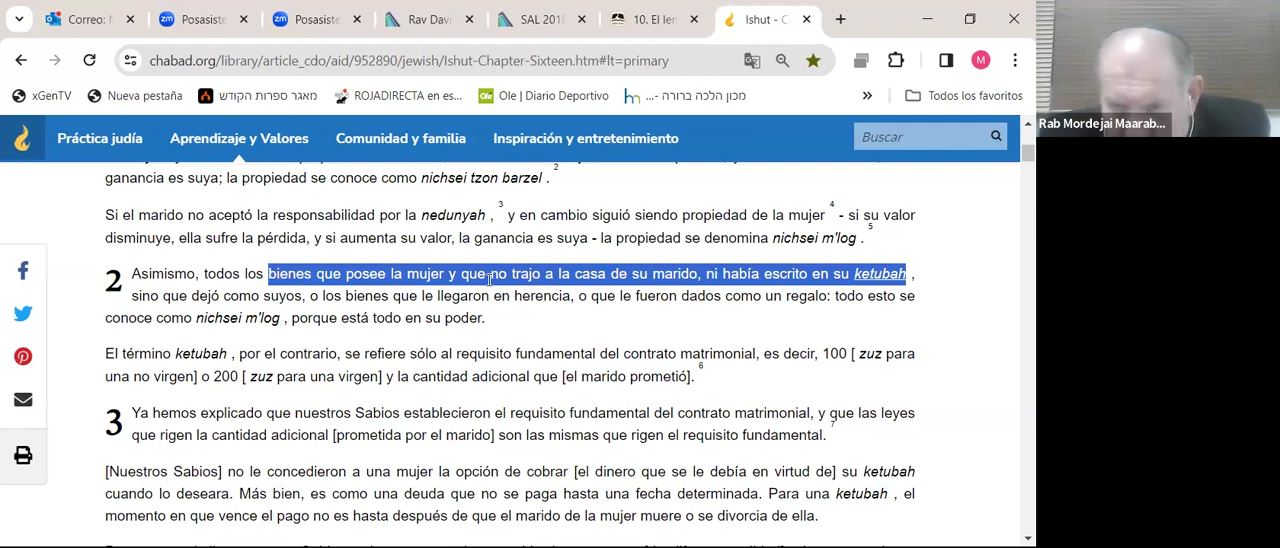 Correo: M
Posasiste
Posasiste
Rav Davi
SAL 2018
10. El len
Ishut - C
chabad.org/library/article_cdo/aid/952890/jewish/Ishut-Chapter-Sixteen.htm#lt=primary
M
xGenTV
Nueva pestaña
מאגר ספרות הקודש
ROJADIRECTA en es...
Ole | Diario Deportivo
מכון הלכה ברורה -...
»
Todos los favoritos
Rab Mordejai Maarab...
Práctica judía
Aprendizaje y Valores
Comunidad y familia
Inspiración y entretenimiento
Buscar
ganancia es suya; la propiedad se conoce como nichsei tzon barzel . 2
Si el marido no aceptó la responsabilidad por la nedunyah , 3 y en cambio siguió siendo propiedad de la mujer 4 - si su valor
disminuye, ella sufre la pérdida, y si aumenta su valor, la ganancia es suya - la propiedad se denomina nichsei m'log . 5
2 Asimismo, todos los bienes que posee la mujer y que no trajo a la casa de su marido, ni había escrito en su ketubah ,
sino que dejó como suyos, o los bienes que le llegaron en herencia, o que le fueron dados como un regalo: todo esto se
conoce como nichsei m'log , porque está todo en su poder.
El término ketubah , por el contrario, se refiere sólo al requisito fundamental del contrato matrimonial, es decir, 100 [ zuz para
una no virgen] o 200 [ zuz para una virgen] y la cantidad adicional que [el marido prometió]. 6
3 Ya hemos explicado que nuestros Sabios establecieron el requisito fundamental del contrato matrimonial, y que las leyes
que rigen la cantidad adicional [prometida por el marido] son las mismas que rigen el requisito fundamental. 7
[Nuestros Sabios] no le concedieron a una mujer la opción de cobrar [el dinero que se le debía en virtud de] su ketubah
cuando lo deseara. Más bien, es como una deuda que no se paga hasta una fecha determinada. Para una ketubah , el
momento en que vence el pago no es hasta después de que el marido de la mujer muere o se divorcia de ella.